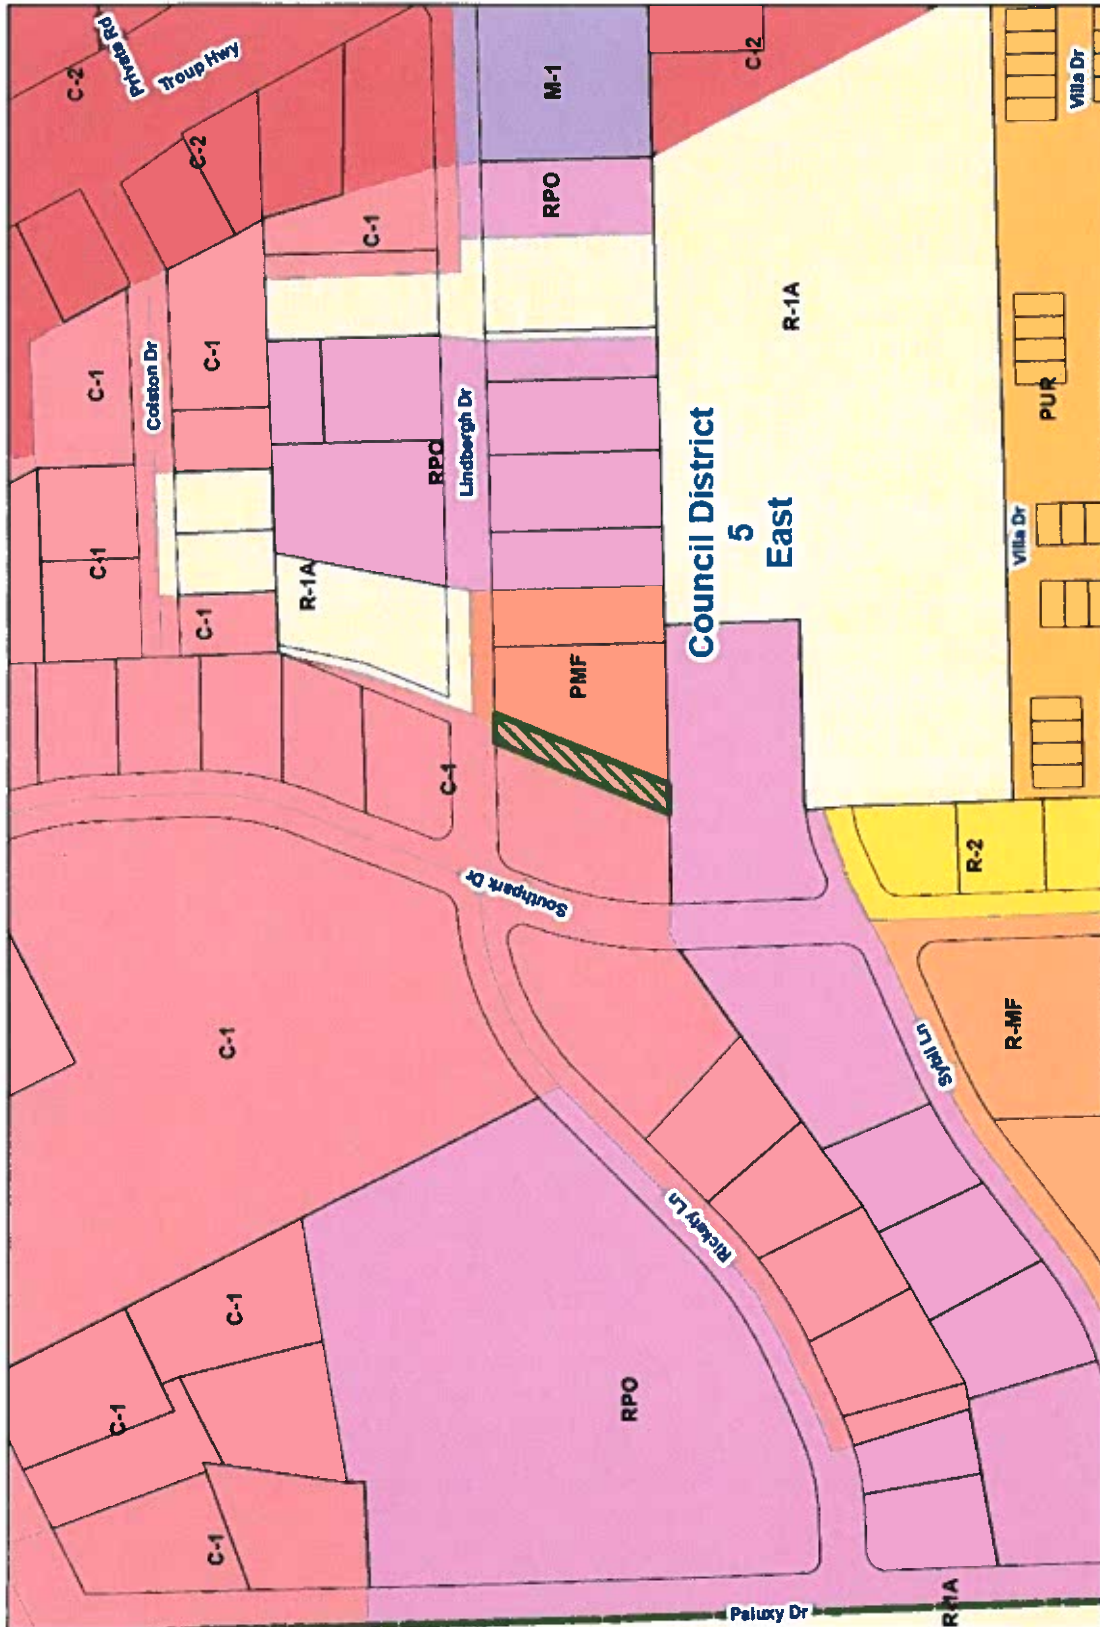 Paluxy Dr
C-1
C-1
C-1
C-1
RPO
R-1A
Rickety Ln
Sybil Ln
R-MF
Southpark Dr
C-1
R-2
C-1
C-1
C-1
R-1A
PMF
Colston Dr
C-1
C-1
RPO
Lindbergh Dr
Council District
5
East
Villa Dr
PUR
R-1A
C-2
C-1
RPO
Private Rd
Troup Hwy
C-2
M-1
C-2
Villa Dr